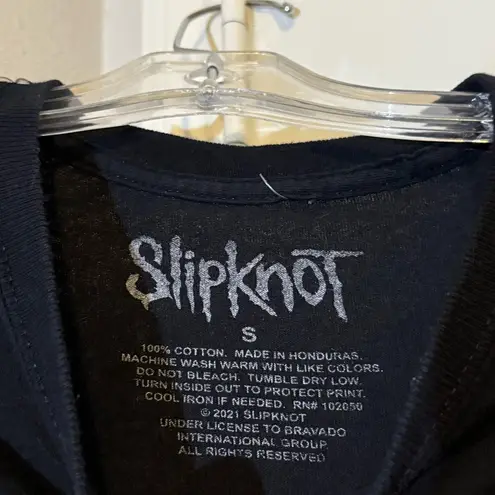 Slipknot
S
100% COTTON. MADE IN HONDURAS.
MACHINE WASH WARM WITH LIKE COLORS.
DO NOT BLEACH. TUMBLE DRY LOW.
TURN INSIDE OUT TO PROTECT PRINT.
COOL IRON IF NEEDED. RN# 102050
© 2021 SLIPKNOT
UNDER LICENSE TO BRAVADO
INTERNATIONAL GROUP
ALL RIGHTS RESERVED